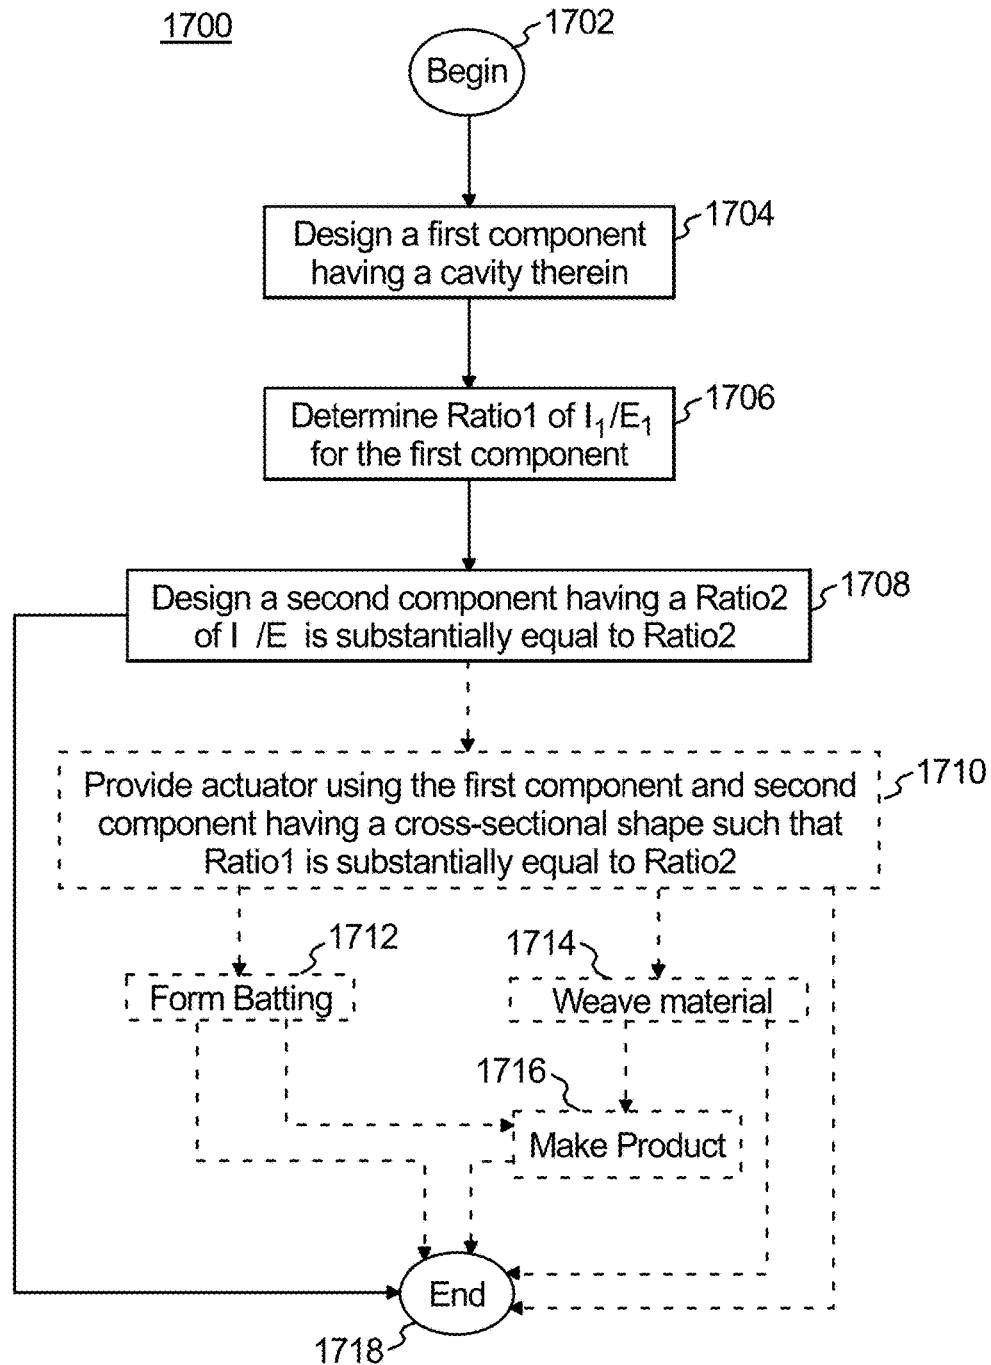 1700
1702
Begin
1704
Design a first component
having a cavity therein
1706
Determine Ratio1 of I₁/E₁
for the first component
1708
Design a second component having a Ratio2
of I /E is substantially equal to Ratio2
1710
Provide actuator using the first component and second
component having a cross-sectional shape such that
Ratio1 is substantially equal to Ratio2
1712
Form Batting
1714
Weave material
1716
Make Product
End
1718